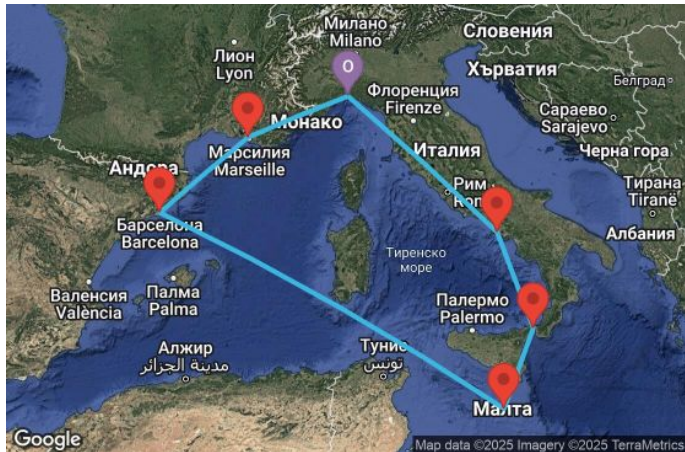 Милано
Milano
Словения
Лион
Lyon
О
Хърватия
Белград
Флоренция
Firenze
Монако
Сараево
Sarajevo
Италия
Марсилия
Marseille
Черна гора
Андора
Рим
Тирана
Tiranë
Барселона
Barcelona
Албания
Тиренско
море
Палма
Palma
Валенсия
València
Палермо
Palermo
Алжир
مدينة الجزائر
Тунис
تونس
Малта
Google
Map data ©2025 Imagery ©2025 TerraMetrics